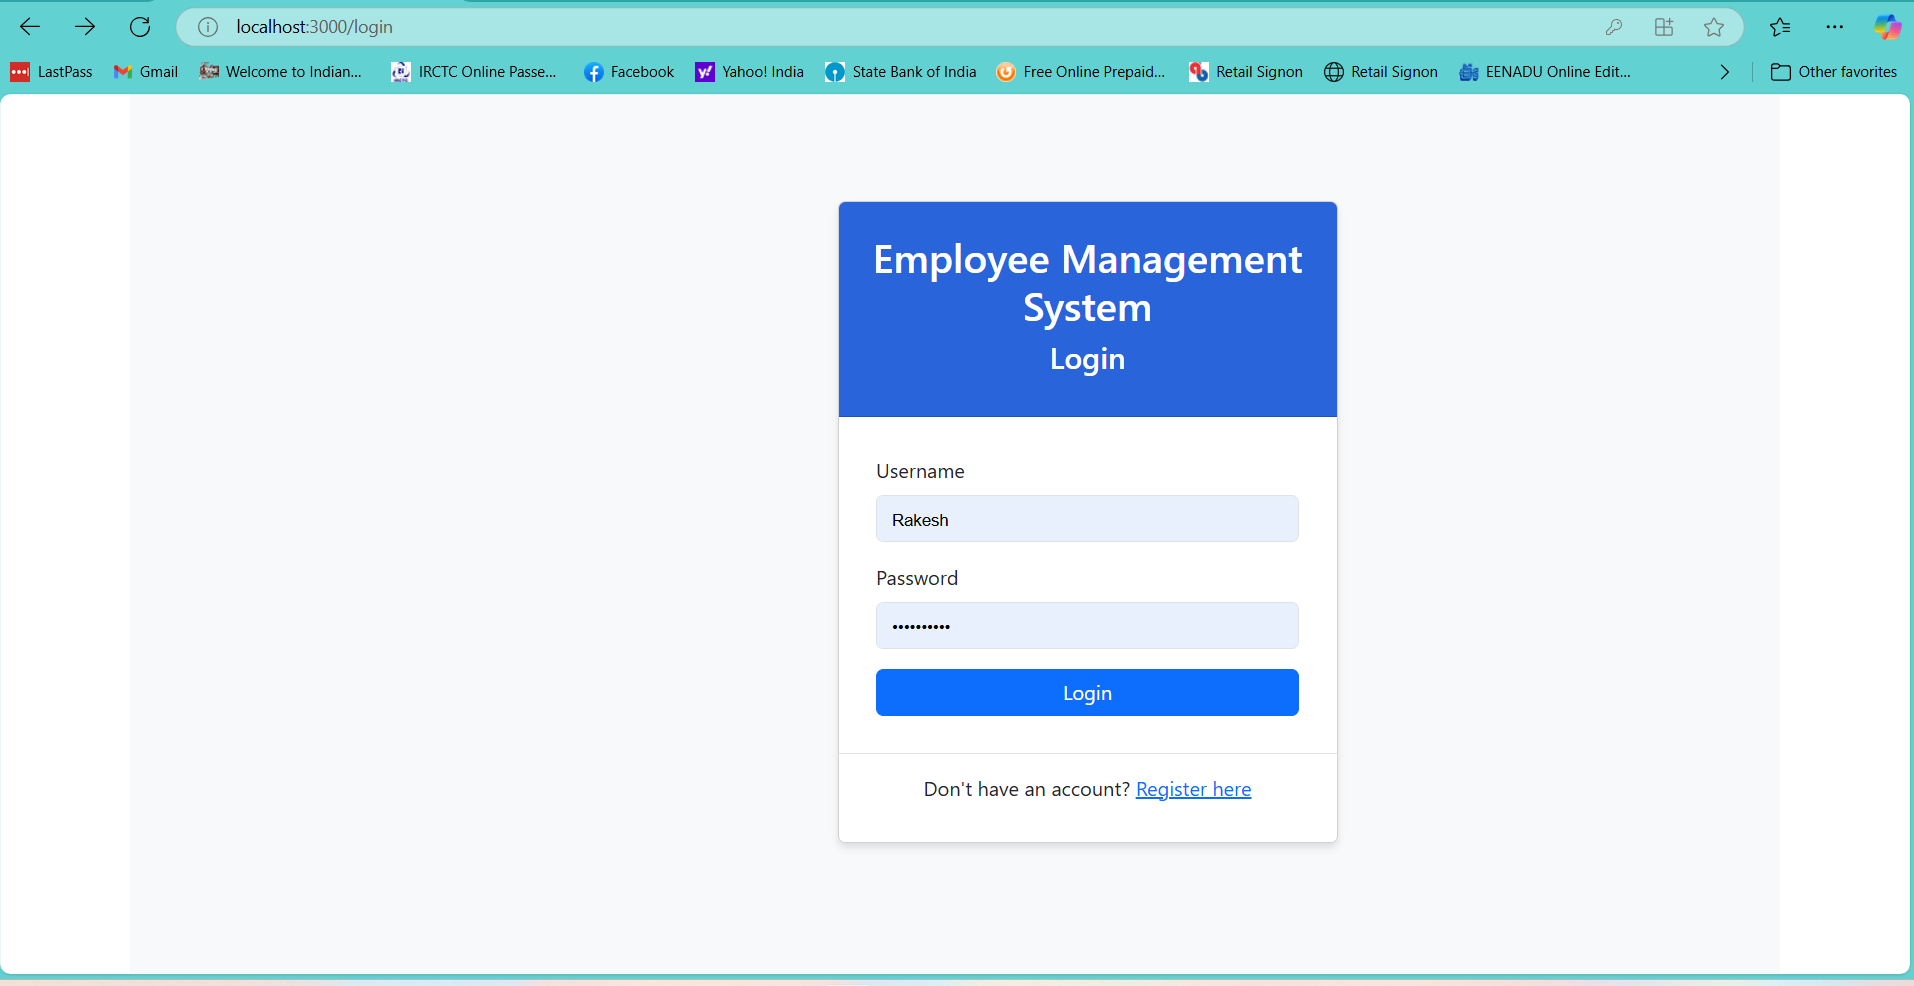 localhost:3000/login
LastPass Gmail Welcome to Indian... IRCTC Online Passe... Facebook Yahoo! India State Bank of India Free Online Prepaid... Retail Signon Retail Signon EENADU Online Edit... Other favorites
Employee Management
System
Login
Username
Rakesh
Password
••••••••••
Login
Don't have an account? Register here